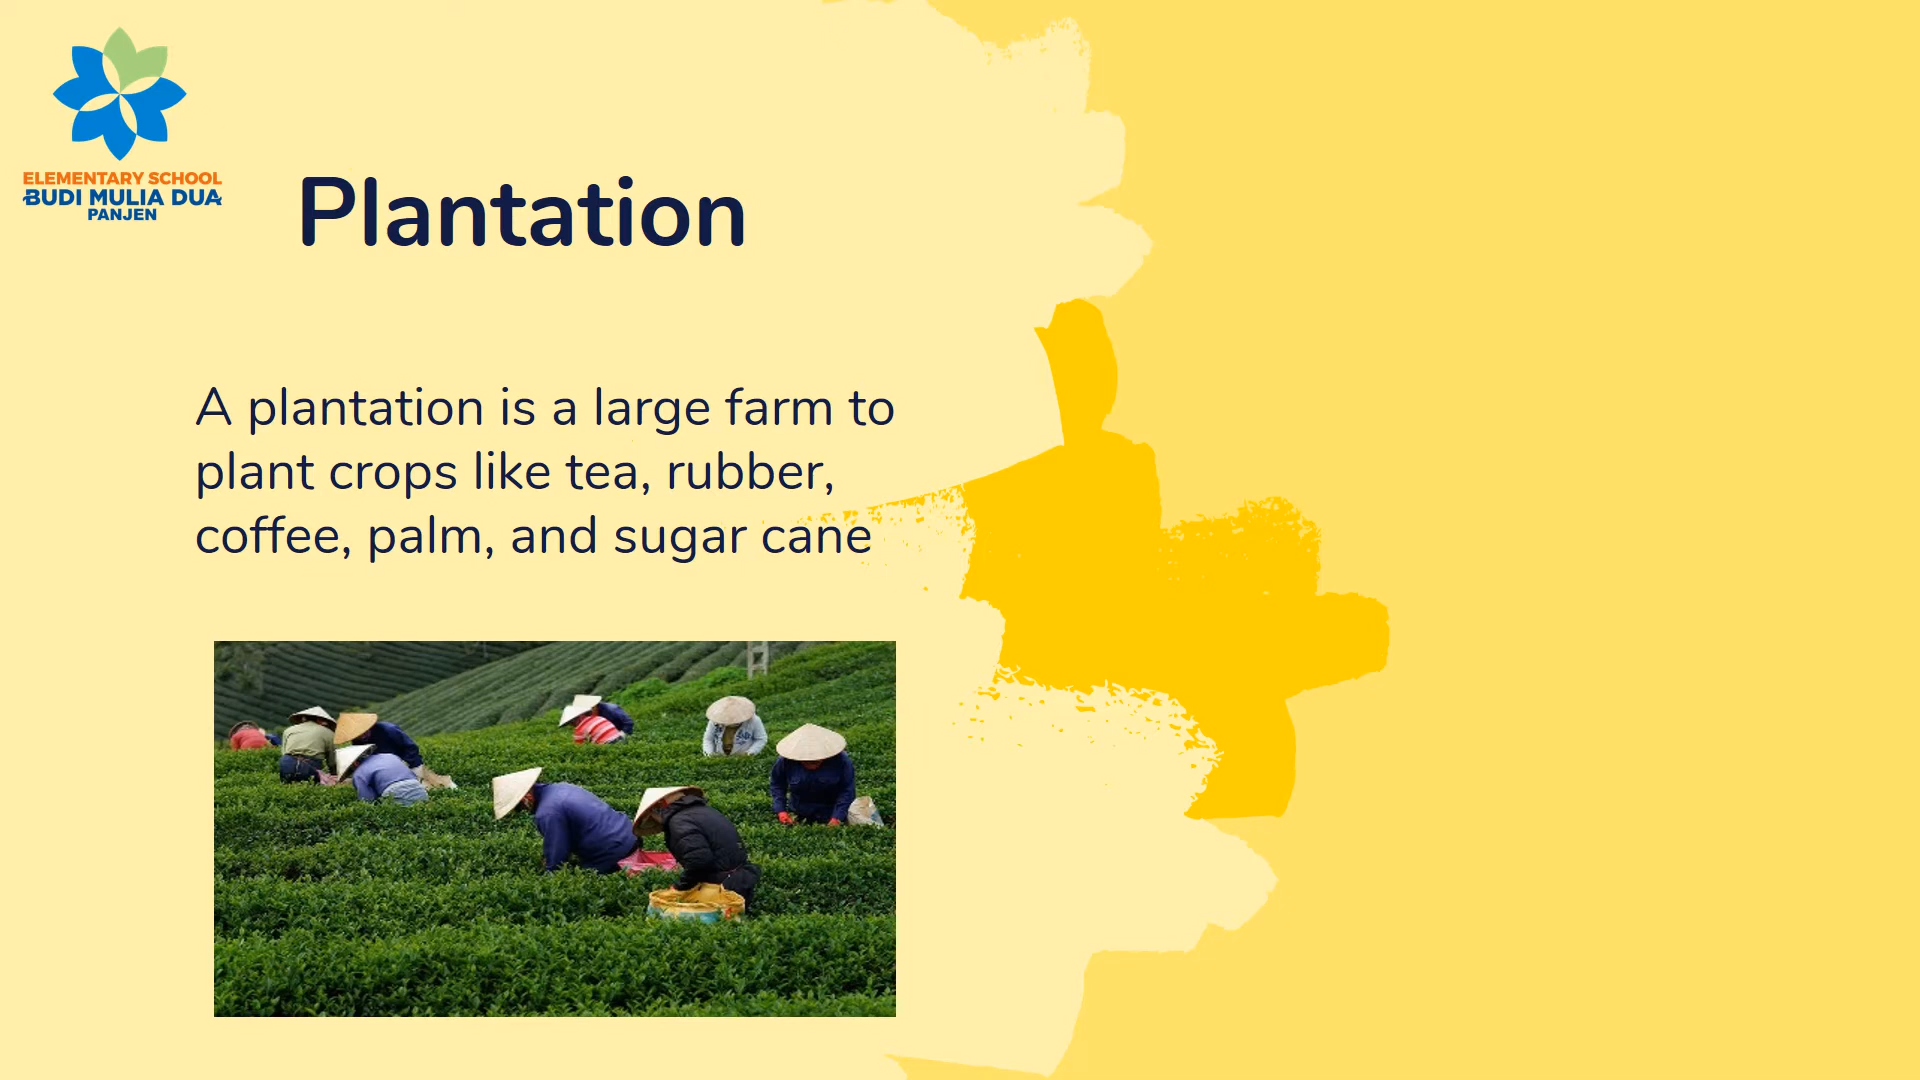 ELEMENTARY SCHOOL
BUDI MULIA DUA
PANJEN
Plantation
A plantation is a large farm to
plant crops like tea, rubber,
coffee, palm, and sugar cane